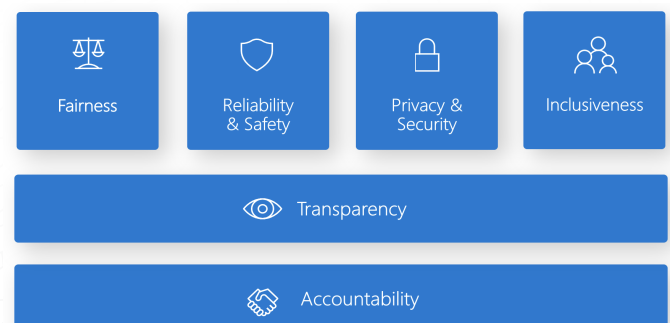 Fairness
Reliability
& Safety
Privacy &
Security
Inclusiveness
Transparency
Accountability